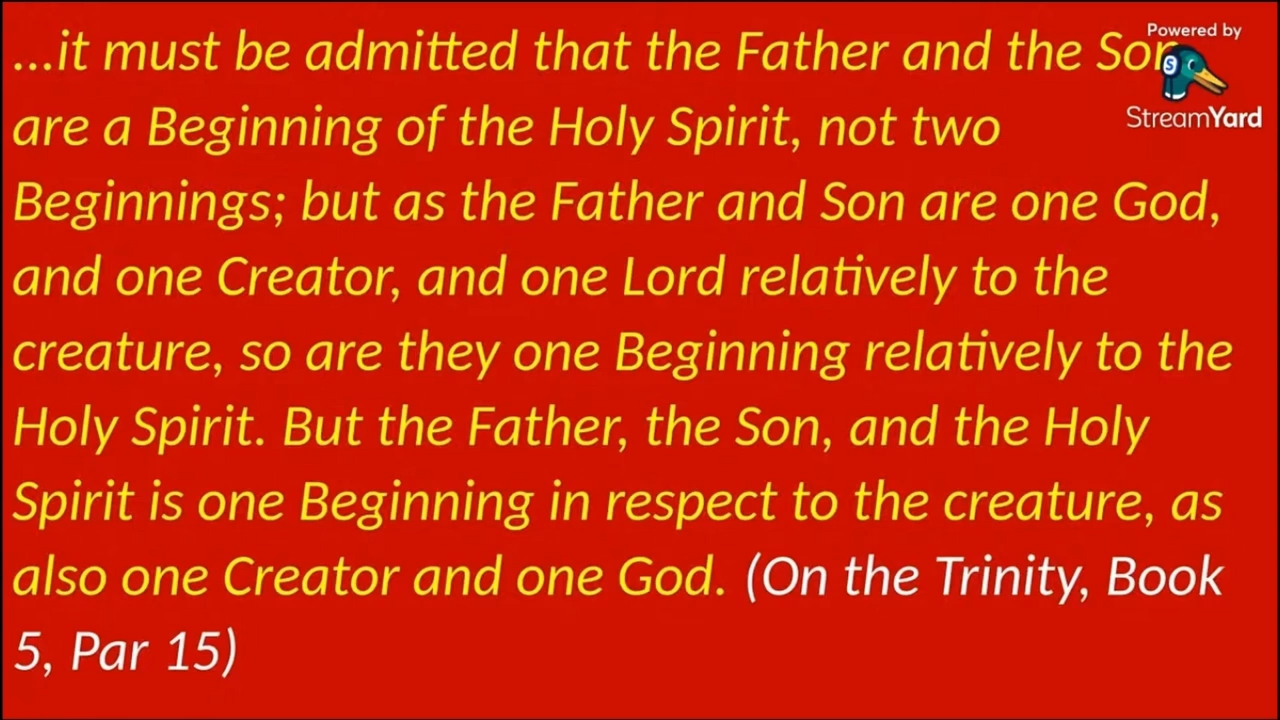 Powered by
StreamYard
...it must be admitted that the Father and the Son
are a Beginning of the Holy Spirit, not two
Beginnings; but as the Father and Son are one God,
and one Creator, and one Lord relatively to the
creature, so are they one Beginning relatively to the
Holy Spirit. But the Father, the Son, and the Holy
Spirit is one Beginning in respect to the creature, as
also one Creator and one God. (On the Trinity, Book
5, Par 15)